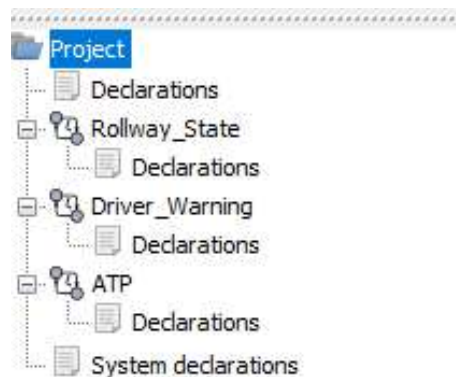 Project
Declarations
Rollway_State
Declarations
Driver_Warning
Declarations
ATP
Declarations
System declarations